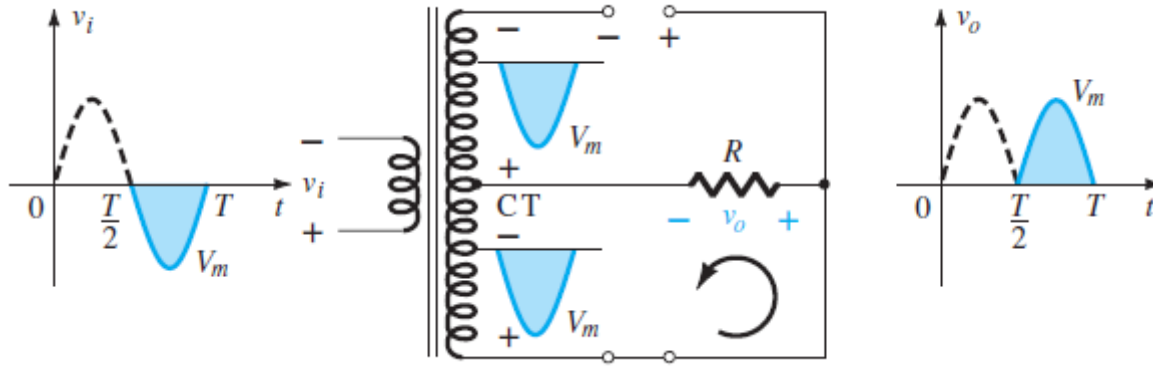 v_i
0
T/2
T
t
V_m
−
v_i
+
−
V_m
+
CT
−
V_m
+
− +
R
− v_o +
v_o
V_m
0
T/2
T
t